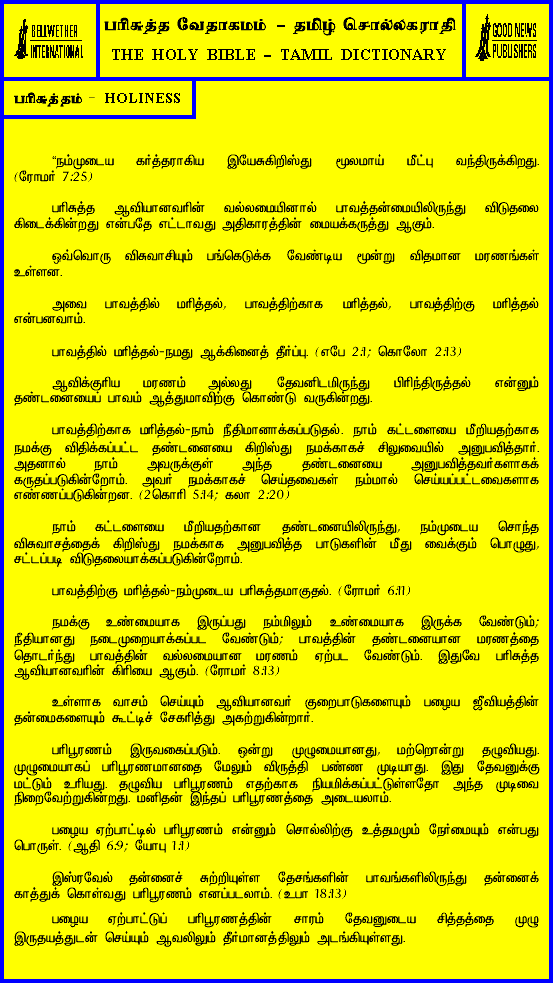 BELLWETHER
INTERNATIONAL
பரிசுத்த வேதாகமம் – தமிழ் சொல்லகராதி
THE HOLY BIBLE – TAMIL DICTIONARY
GOOD NEWS
PUBLISHERS
பரிசுத்தம் – HOLINESS
“நம்முடைய கர்த்தராகிய இயேசுகிறிஸ்து மூலமாய் மீட்பு வந்திருக்கிறது.
(ரோமர் 7:25)
பரிசுத்த ஆவியானவரின் வல்லமையினால் பாவத்தன்மையிலிருந்து விடுதலை
கிடைக்கின்றது என்பதே எட்டாவது அதிகாரத்தின் மையக்கருத்து ஆகும்.
ஒவ்வொரு விசுவாசியும் பங்கெடுக்க வேண்டிய மூன்று விதமான மரணங்கள்
உள்ளன.
அவை பாவத்தில் மரித்தல், பாவத்திற்காக மரித்தல், பாவத்திற்கு மரித்தல்
என்பனவாம்.
பாவத்தில் மரித்தல்-நமது ஆக்கினைத் தீர்ப்பு. (எபே 2:1; கொலோ 2:13)
ஆவிக்குரிய மரணம் அல்லது தேவனிடமிருந்து பிரிந்திருத்தல் என்னும்
தண்டனையைப் பாவம் ஆத்துமாவிற்கு கொண்டு வருகின்றது.
பாவத்திற்காக மரித்தல்-நாம் நீதிமானாக்கப்படுதல். நாம் கட்டளையை மீறியதற்காக
நமக்கு விதிக்கப்பட்ட தண்டனையை கிறிஸ்து நமக்காகச் சிலுவையில் அனுபவித்தார்.
அதனால் நாம் அவருக்குள் அந்த தண்டனையை அனுபவித்தவர்களாகக்
கருதப்படுகின்றோம். அவர் நமக்காகச் செய்தவைகள் நம்மால் செய்யப்பட்டவைகளாக
எண்ணப்படுகின்றன. (2கொரி 5:14; கலா 2:20)
நாம் கட்டளையை மீறியதற்கான தண்டனையிலிருந்து, நம்முடைய சொந்த
விசுவாசத்தைக் கிறிஸ்து நமக்காக அனுபவித்த பாடுகளின் மீது வைக்கும் பொழுது,
சட்டப்படி விடுதலையாக்கப்படுகின்றோம்.
பாவத்திற்கு மரித்தல்-நம்முடைய பரிசுத்தமாகுதல். (ரோமர் 6:11)
நமக்கு உண்மையாக இருப்பது நம்மிலும் உண்மையாக இருக்க வேண்டும்;
நீதியானது நடைமுறையாக்கப்பட வேண்டும்; பாவத்தின் தண்டனையான மரணத்தை
தொடர்ந்து பாவத்தின் வல்லமையான மரணம் ஏற்பட வேண்டும். இதுவே பரிசுத்த
ஆவியானவரின் கிரியை ஆகும். (ரோமர் 8:13)
உள்ளாக வாசம் செய்யும் ஆவியானவர் குறைபாடுகளையும் பழைய ஜீவியத்தின்
தன்மைகளையும் கூட்டிச் சேகரித்து அகற்றுகின்றார்.
பரிபூரணம் இருவகைப்படும். ஒன்று முழுமையானது, மற்றொன்று தழுவியது.
முழுமையாகப் பரிபூரணமானதை மேலும் விருத்தி பண்ண முடியாது. இது தேவனுக்கு
மட்டும் உரியது. தழுவிய பரிபூரணம் எதற்காக நியமிக்கப்பட்டுள்ளதோ அந்த முடிவை
நிறைவேற்றுகின்றது. மனிதன் இந்தப் பரிபூரணத்தை அடையலாம்.
பழைய ஏற்பாட்டில் பரிபூரணம் என்னும் சொல்லிற்கு உத்தமமும் நேர்மையும் என்பது
பொருள். (ஆதி 6:9; யோபு 1:1)
இஸ்ரவேல் தன்னைச் சுற்றியுள்ள தேசங்களின் பாவங்களிலிருந்து தன்னைக்
காத்துக் கொள்வது பரிபூரணம் எனப்படலாம். (உபா 18:13)
பழைய ஏற்பாட்டுப் பரிபூரணத்தின் சாரம் தேவனுடைய சித்தத்தை முழு
இருதயத்துடன் செய்யும் ஆவலிலும் தீர்மானத்திலும் அடங்கியுள்ளது.